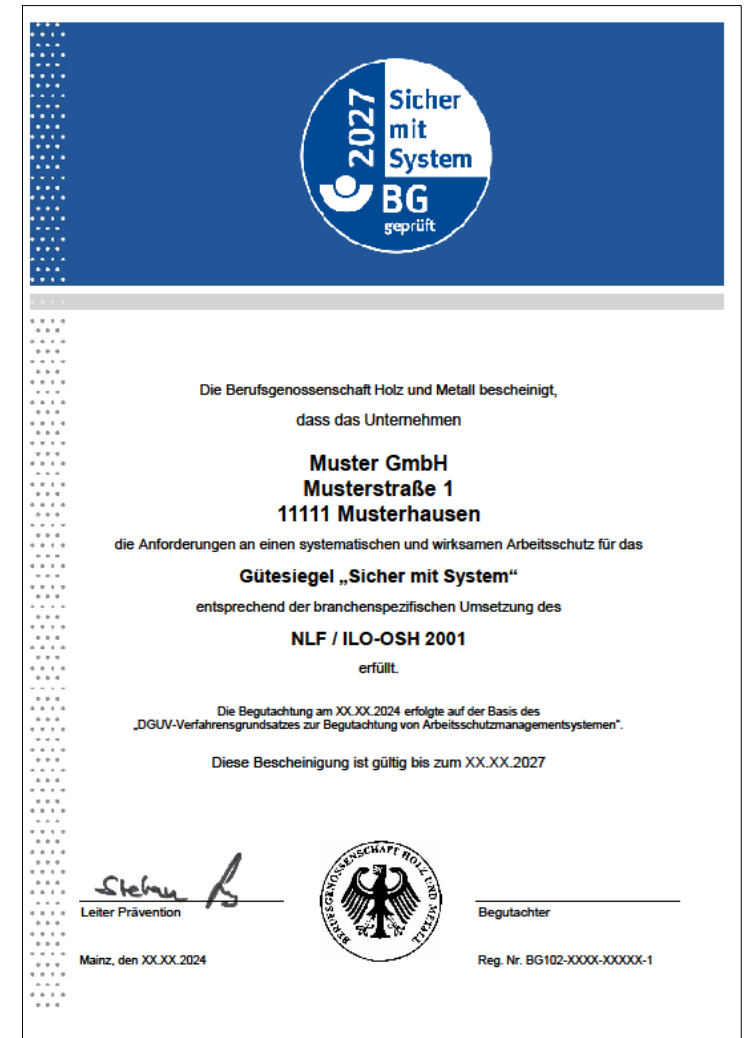 2027
Sicher
mit
System
BG
geprüft
Die Berufsgenossenschaft Holz und Metall bescheinigt,
dass das Unternehmen
Muster GmbH
Musterstraße 1
11111 Musterhausen
die Anforderungen an einen systematischen und wirksamen Arbeitsschutz für das
Gütesiegel „Sicher mit System“
entsprechend der branchenspezifischen Umsetzung des
NLF / ILO-OSH 2001
erfüllt.
Die Begutachtung am XX.XX.2024 erfolgte auf der Basis des
„DGUV-Verfahrensgrundsatzes zur Begutachtung von Arbeitsschutzmanagementsystemen“.
Diese Bescheinigung ist gültig bis zum XX.XX.2027
Stefan
BERUFSGENOSSENSCHAFT HOLZ UND METALL
Leiter Prävention
Begutachter
Mainz, den XX.XX.2024
Reg. Nr. BG102-XXXX-XXXXX-1